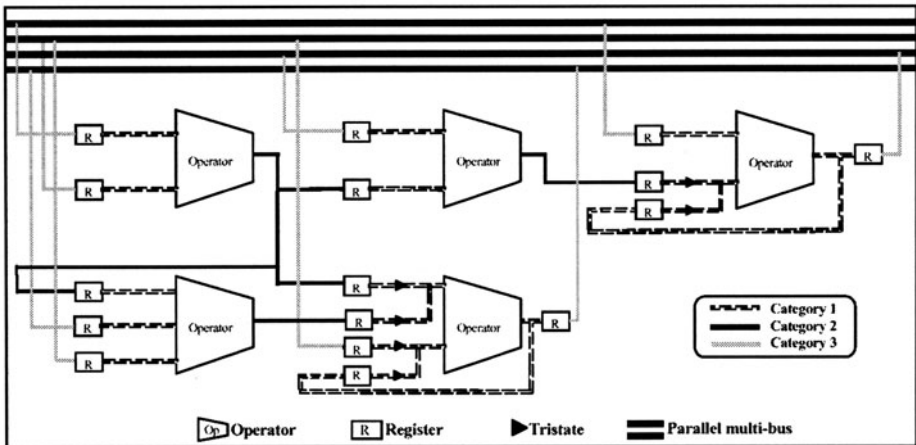 R
R
R
Operator
Operator
Operator
R
R
R
R
R
R
R
Operator
R
R
Operator
R
R
R
R
R
Category 1
Category 2
Category 3
Op Operator
R Register
Tristate
Parallel multi-bus